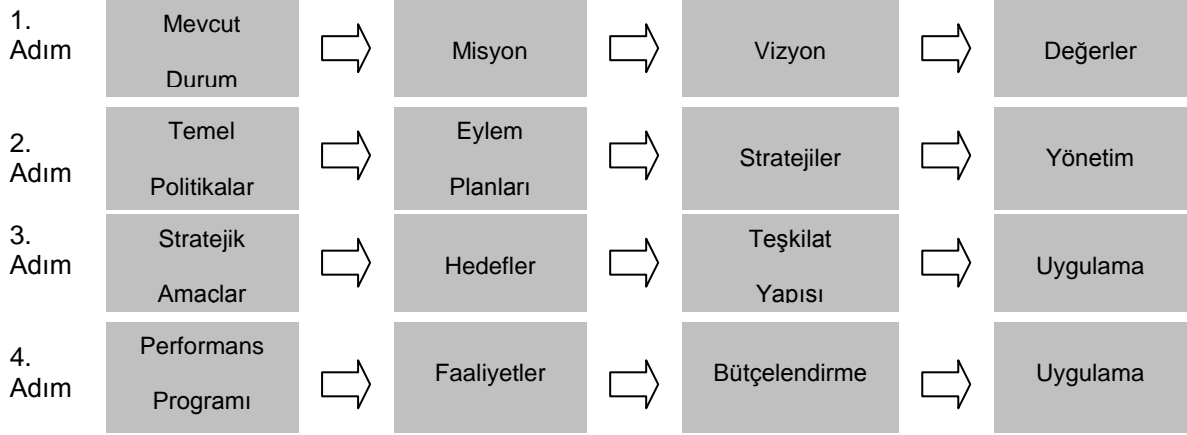 1.
Adım
Mevcut
Durum
Misyon
Vizyon
Değerler
2.
Adım
Temel
Politikalar
Eylem
Planları
Stratejiler
Yönetim
3.
Adım
Stratejik
Amaçlar
Hedefler
Teşkilat
Yapısı
Uygulama
4.
Adım
Performans
Programı
Faaliyetler
Bütçelendirme
Uygulama